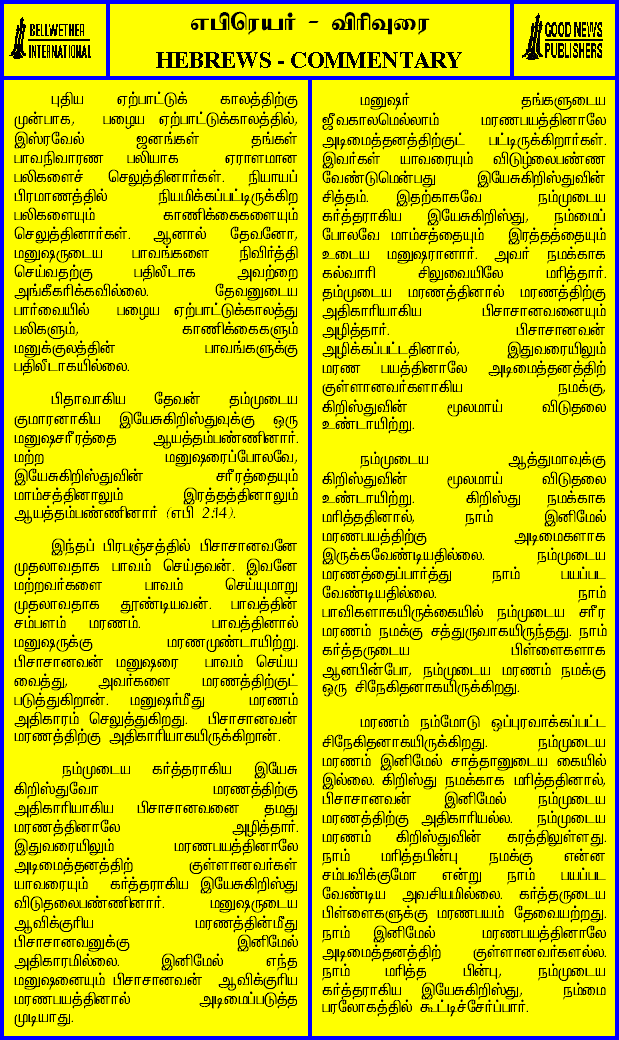 BELLWETHER
INTERNATIONAL
எபிரெயர் - விரிவுரை
HEBREWS - COMMENTARY
GOOD NEWS
PUBLISHERS
புதிய ஏற்பாட்டுக் காலத்திற்கு
முன்பாக, பழைய ஏற்பாட்டுக்காலத்தில்,
இஸ்ரவேல் ஜனங்கள் தங்கள்
பாவநிவாரண பலியாக ஏராளமான
பலிகளைச் செலுத்தினார்கள். நியாயப்
பிரமாணத்தில் நியமிக்கப்பட்டிருக்கிற
பலிகளையும் காணிக்கைகளையும்
செலுத்தினார்கள். ஆனால் தேவனோ,
மனுஷருடைய பாவங்களை நிவிர்த்தி
செய்வதற்கு பதிலீடாக அவற்றை
அங்கீகரிக்கவில்லை. தேவனுடைய
பார்வையில் பழைய ஏற்பாட்டுக்காலத்து
பலிகளும், காணிக்கைகளும்
மனுக்குலத்தின் பாவங்களுக்கு
பதிலீடாகயில்லை.
பிதாவாகிய தேவன் தம்முடைய
குமாரனாகிய இயேசுகிறிஸ்துவுக்கு ஒரு
மனுஷசரீரத்தை ஆயத்தம்பண்ணினார்.
மற்ற மனுஷரைப்போலவே,
இயேசுகிறிஸ்துவின் சரீரத்தையும்
மாம்சத்தினாலும் இரத்தத்தினாலும்
ஆயத்தம்பண்ணினார் (எபி 2:14).
இந்தப் பிரபஞ்சத்தில் பிசாசானவனே
முதலாவதாக பாவம் செய்தவன். இவனே
மற்றவர்களை பாவம் செய்யுமாறு
முதலாவதாக தூண்டியவன். பாவத்தின்
சம்பளம் மரணம். பாவத்தினால்
மனுஷருக்கு மரணமுண்டாயிற்று.
பிசாசானவன் மனுஷரை பாவம் செய்ய
வைத்து, அவர்களை மரணத்திற்குட்
படுத்துகிறான். மனுஷர்மீது மரணம்
அதிகாரம் செலுத்துகிறது. பிசாசானவன்
மரணத்திற்கு அதிகாரியாகயிருக்கிறான்.
நம்முடைய கர்த்தராகிய இயேசு
கிறிஸ்துவோ மரணத்திற்கு
அதிகாரியாகிய பிசாசானவனை தமது
மரணத்தினாலே அழித்தார்.
இதுவரையிலும் மரணபயத்தினாலே
அடிமைத்தனத்திற் குள்ளானவர்கள்
யாவரையும் கர்த்தராகிய இயேசுகிறிஸ்து
விடுதலைபண்ணினார். மனுஷருடைய
ஆவிக்குரிய மரணத்தின்மீது
பிசாசானவனுக்கு இனிமேல்
அதிகாரமில்லை. இனிமேல் எந்த
மனுஷனையும் பிசாசானவன் ஆவிக்குரிய
மரணபயத்தினால் அடிமைப்படுத்த
முடியாது.
மனுஷர் தங்களுடைய
ஜீவகாலமெல்லாம் மரணபயத்தினாலே
அடிமைத்தனத்திற்குட் பட்டிருக்கிறார்கள்.
இவர்கள் யாவரையும் விடுழ்லைபண்ண
வேண்டுமென்பது இயேசுகிறிஸ்துவின்
சித்தம். இதற்காகவே நம்முடைய
கர்த்தராகிய இயேசுகிறிஸ்து, நம்மைப்
போலவே மாம்சத்தையும் இரத்தத்தையும்
உடைய மனுஷரானார். அவர் நமக்காக
கல்வாரி சிலுவையிலே மரித்தார்.
தம்முடைய மரணத்தினால் மரணத்திற்கு
அதிகாரியாகிய பிசாசானவனையும்
அழித்தார். பிசாசானவன்
அழிக்கப்பட்டதினால், இதுவரையிலும்
மரண பயத்தினாலே அடிமைத்தனத்திற்
குள்ளானவர்களாகிய நமக்கு,
கிறிஸ்துவின் மூலமாய் விடுதலை
உண்டாயிற்று.
நம்முடைய ஆத்துமாவுக்கு
கிறிஸ்துவின் மூலமாய் விடுதலை
உண்டாயிற்று. கிறிஸ்து நமக்காக
மரித்ததினால், நாம் இனிமேல்
மரணபயத்திற்கு அடிமைகளாக
இருக்கவேண்டியதில்லை. நம்முடைய
மரணத்தைப்பார்த்து நாம் பயப்பட
வேண்டியதில்லை. நாம்
பாவிகளாகயிருக்கையில் நம்முடைய சரீர
மரணம் நமக்கு சத்துருவாகயிருந்தது. நாம்
கர்த்தருடைய பிள்ளைகளாக
ஆனபின்போ, நம்முடைய மரணம் நமக்கு
ஒரு சிநேகிதனாகயிருக்கிறது.
மரணம் நம்மோடு ஒப்புரவாக்கப்பட்ட
சிநேகிதனாகயிருக்கிறது. நம்முடைய
மரணம் இனிமேல் சாத்தானுடைய கையில்
இல்லை. கிறிஸ்து நமக்காக மரித்ததினால்,
பிசாசானவன் இனிமேல் நம்முடைய
மரணத்திற்கு அதிகாரியல்ல. நம்முடைய
மரணம் கிறிஸ்துவின் கரத்திலுள்ளது.
நாம் மரித்தபின்பு நமக்கு என்ன
சம்பவிக்குமோ என்று நாம் பயப்பட
வேண்டிய அவசியமில்லை. கர்த்தருடைய
பிள்ளைகளுக்கு மரணபயம் தேவையற்றது.
நாம் இனிமேல் மரணபயத்தினாலே
அடிமைத்தனத்திற் குள்ளானவர்களல்ல.
நாம் மரித்த பின்பு, நம்முடைய
கர்த்தராகிய இயேசுகிறிஸ்து, நம்மை
பரலோகத்தில் கூட்டிச்சேர்ப்பார்.